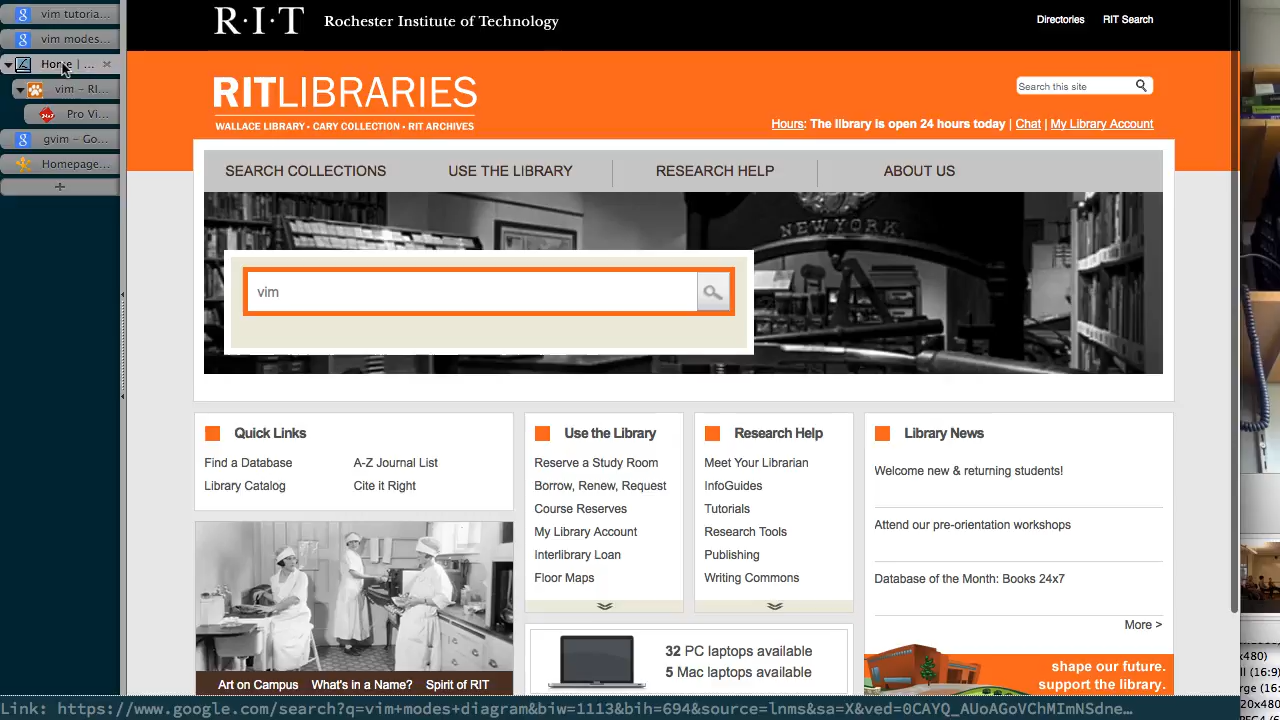 vim tutoria...
vim modes...
Home | ...
vim – RI...
Pro Vi...
gvim – Go...
Homepage...
R·I·T Rochester Institute of Technology
Directories RIT Search
RITLIBRARIES
WALLACE LIBRARY • CARY COLLECTION • RIT ARCHIVES
Search this site
Hours: The library is open 24 hours today | Chat | My Library Account
SEARCH COLLECTIONS USE THE LIBRARY RESEARCH HELP ABOUT US
NEW YORK.
vim
Quick Links
Find a Database A-Z Journal List
Library Catalog Cite it Right
Use the Library
Reserve a Study Room
Borrow, Renew, Request
Course Reserves
My Library Account
Interlibrary Loan
Floor Maps
Research Help
Meet Your Librarian
InfoGuides
Tutorials
Research Tools
Publishing
Writing Commons
Library News
Welcome new & returning students!
Attend our pre-orientation workshops
Database of the Month: Books 24x7
More >
Art on Campus What's in a Name? Spirit of RIT
32 PC laptops available
5 Mac laptops available
shape our future.
support the library.
x480)
ll (16:9)
Link: https://www.google.com/search?q=vim+modes+diagram&biw=1113&bih=694&source=lnms&sa=X&ved=0CAYQ_AUoAGoVChMImNSdne…